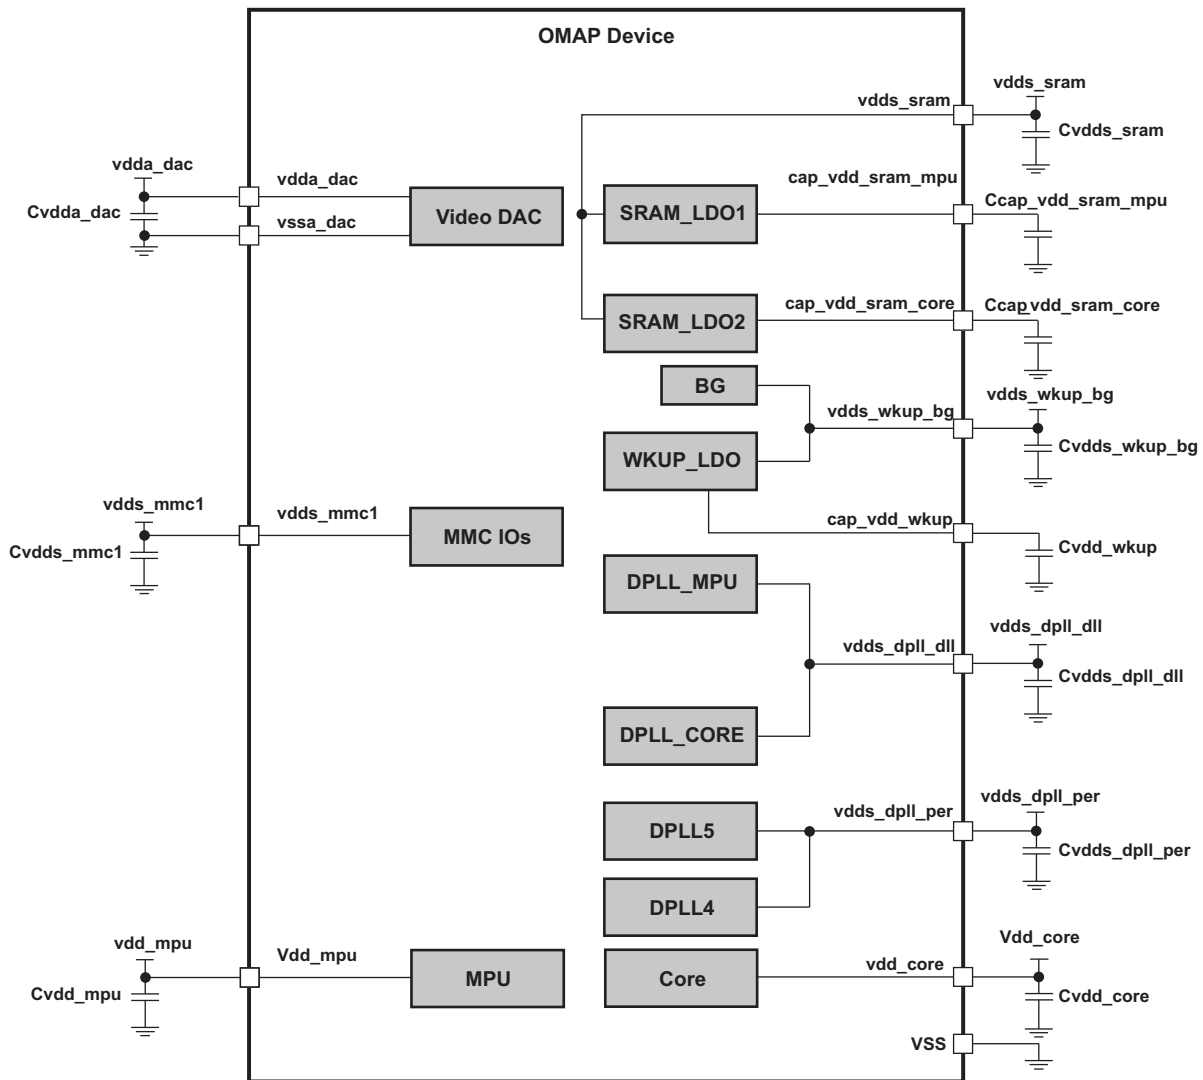 OMAP Device
vdds_sram
vdds_sram
Cvdds_sram
vdda_dac
vdda_dac
Cvdda_dac
vssa_dac
Video DAC
SRAM_LDO1
cap_vdd_sram_mpu
Ccap_vdd_sram_mpu
SRAM_LDO2
cap_vdd_sram_core
Ccap_vdd_sram_core
BG
vdds_wkup_bg
vdds_wkup_bg
Cvdds_wkup_bg
WKUP_LDO
vdds_mmc1
vdds_mmc1
Cvdds_mmc1
MMC IOs
cap_vdd_wkup
Cvdd_wkup
DPLL_MPU
vdds_dpll_dll
vdds_dpll_dll
Cvdds_dpll_dll
DPLL_CORE
DPLL5
vdds_dpll_per
vdds_dpll_per
Cvdds_dpll_per
DPLL4
vdd_mpu
Vdd_mpu
Cvdd_mpu
MPU
Core
vdd_core
Vdd_core
Cvdd_core
VSS